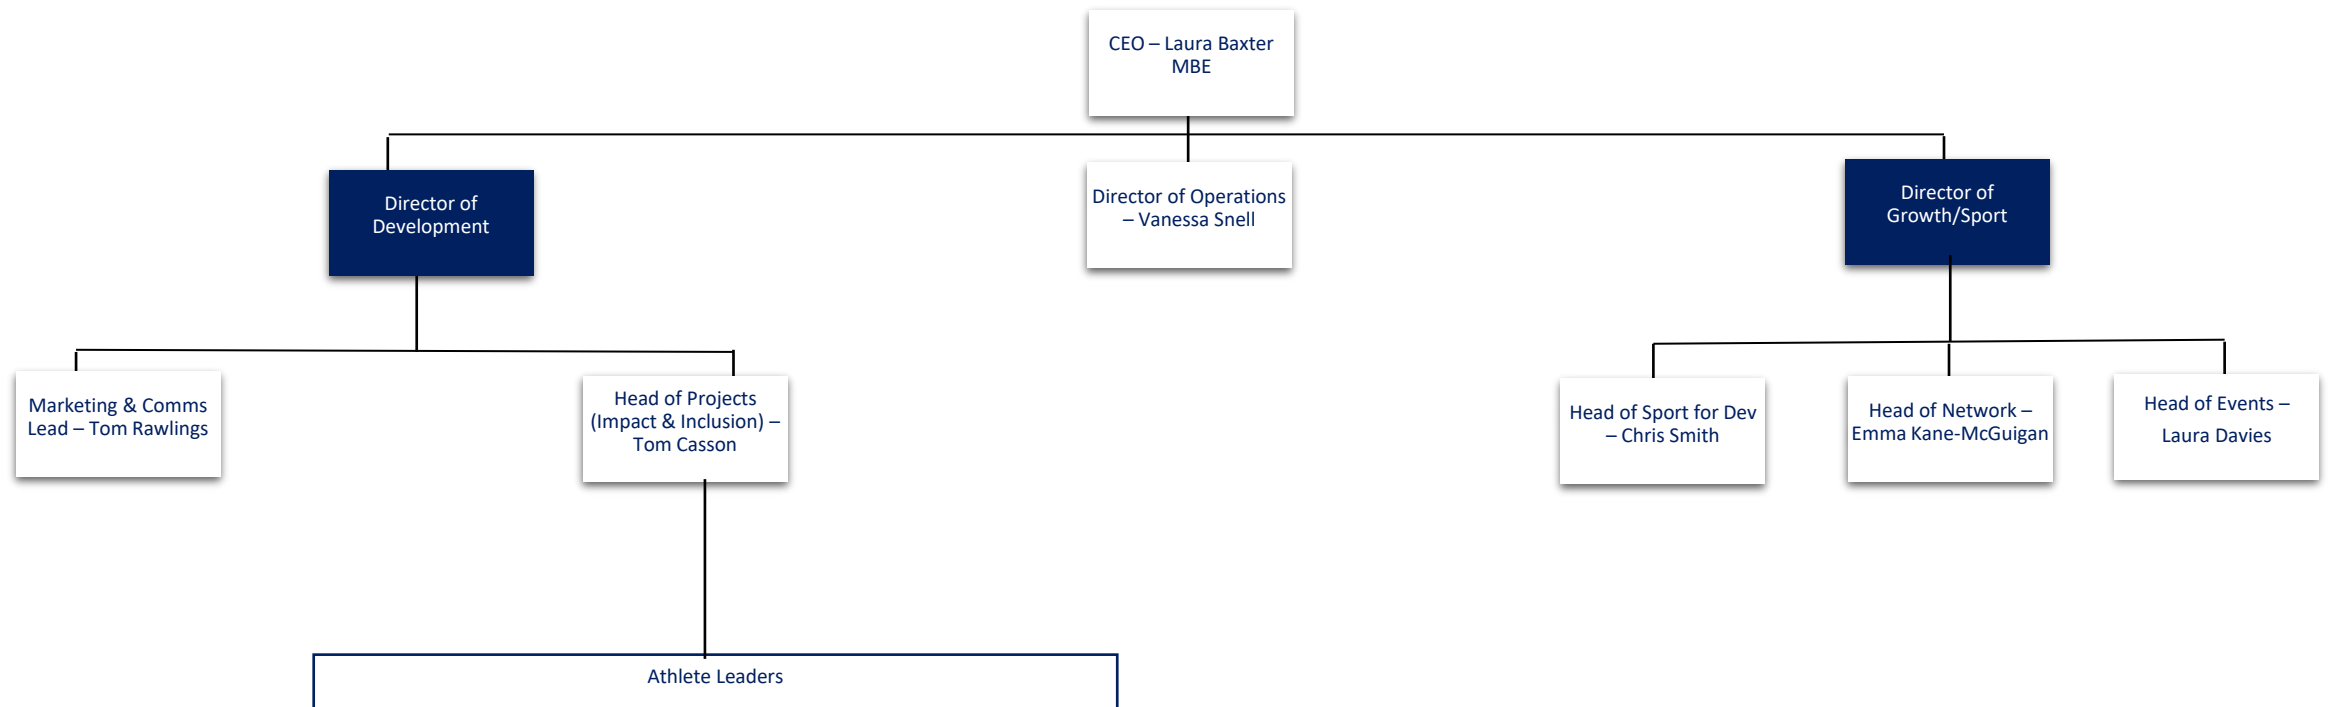 CEO – Laura Baxter
MBE
Director of
Development
Director of Operations
– Vanessa Snell
Director of
Growth/Sport
Marketing & Comms
Lead – Tom Rawlings
Head of Projects
(Impact & Inclusion) –
Tom Casson
Head of Sport for Dev
– Chris Smith
Head of Network –
Emma Kane-McGuigan
Head of Events –
Laura Davies
Athlete Leaders